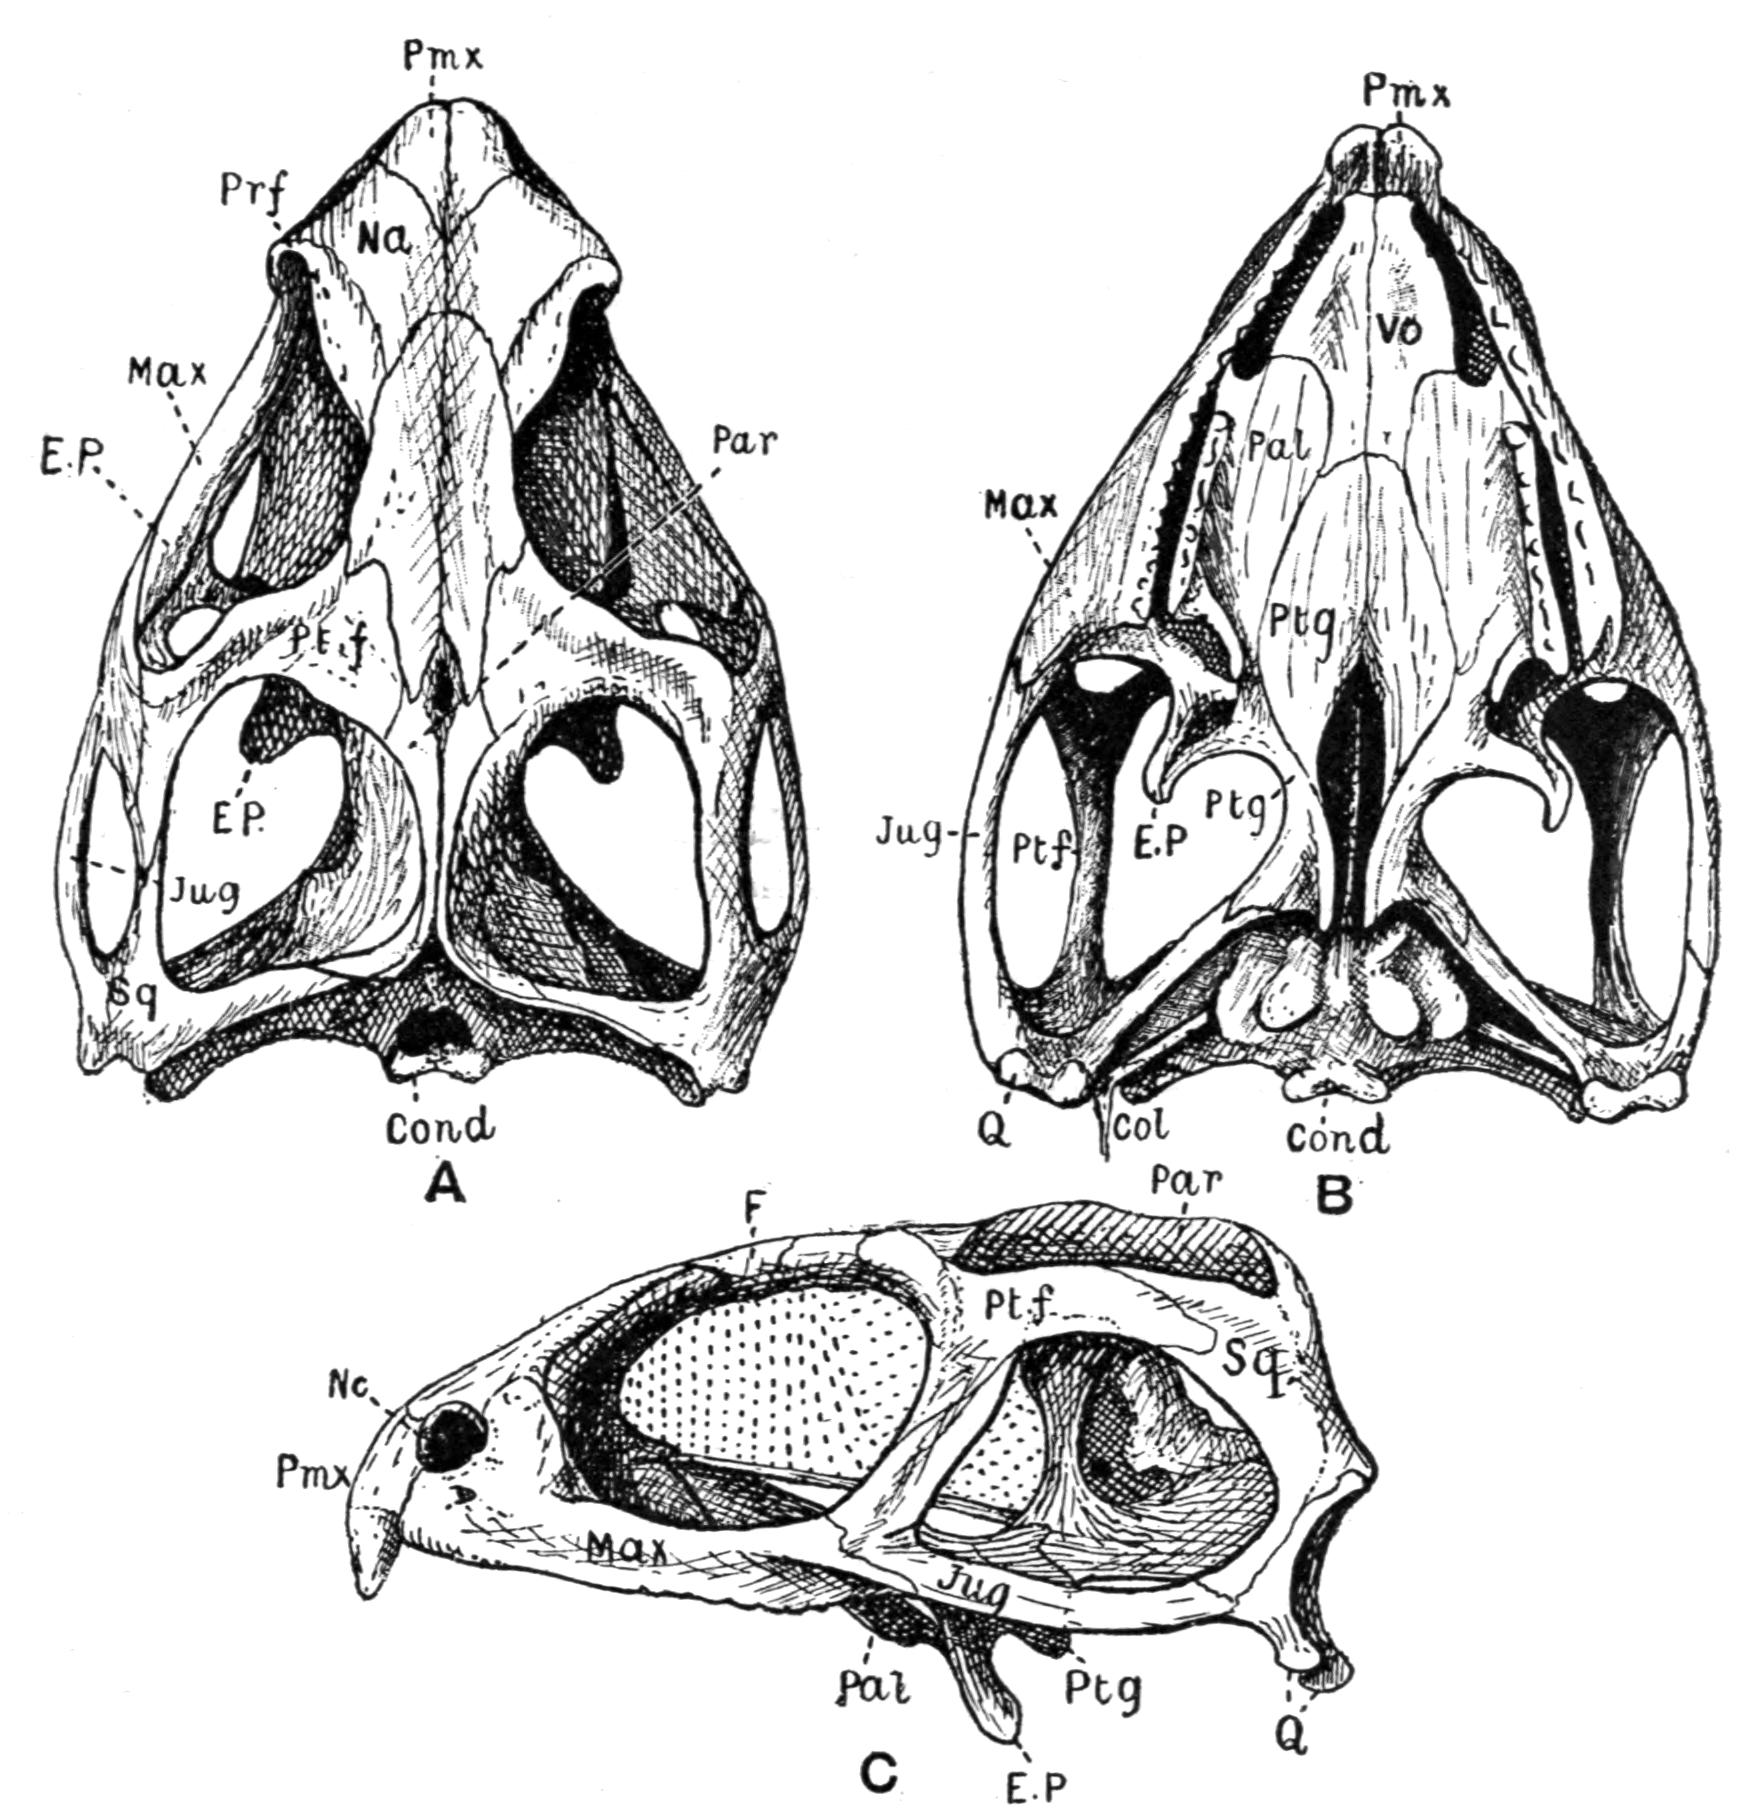 Pmx
Prf
Na
Max
E.P.
Par
Pt.f
E.P.
Jug
Sq
Cond
A
Pmx
Vo
Pal
Max
Ptg
Ptg
Jug
Ptf
E.P
Q
Col
Cond
B
Par
F
Pt.f
Sq
Nc
Pmx
Max
Jug
Pal
Ptg
Q
E.P
C